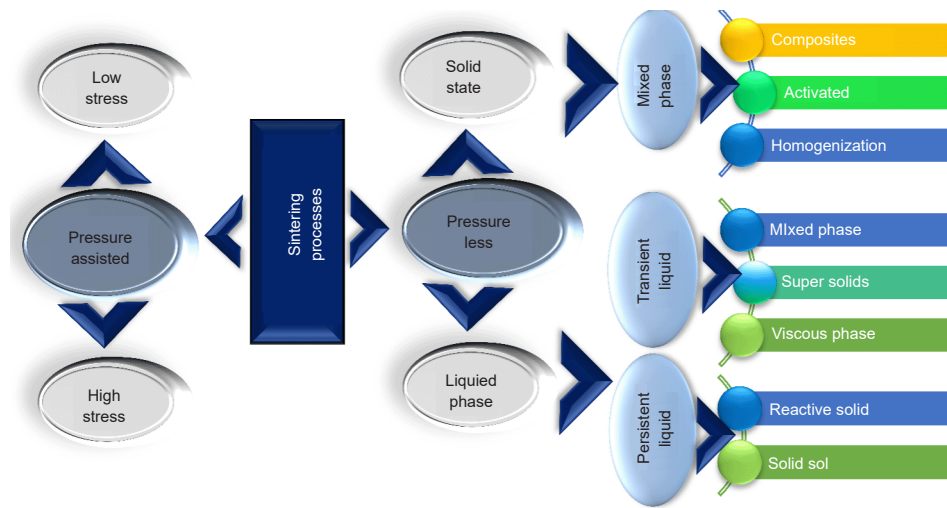 Low
stress
Pressure
assisted
High
stress
Sintering
processes
Solid
state
Pressure
less
Liquied
phase
Mixed
phase
Transient
liquid
Persistent
liquid
Composites
Activated
Homogenization
MIxed phase
Super solids
Viscous phase
Reactive solid
Solid sol